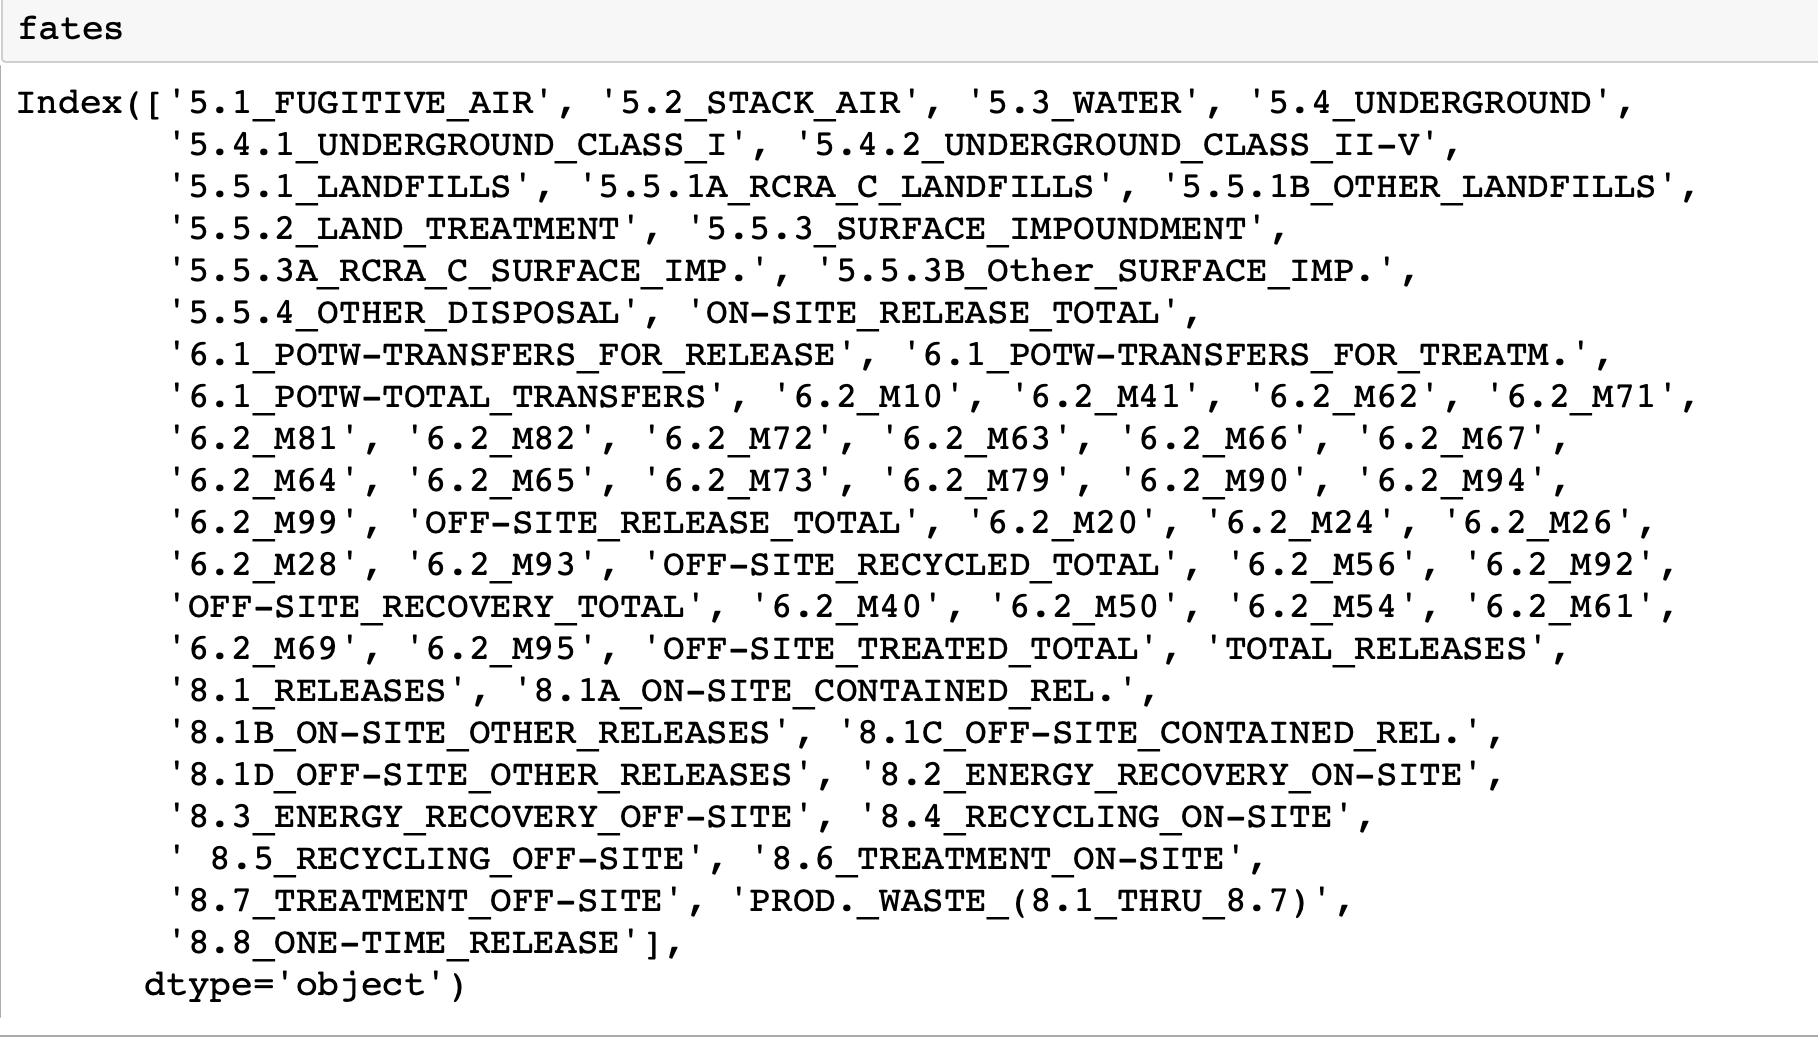 fates
Index(['5.1_FUGITIVE_AIR', '5.2_STACK_AIR', '5.3_WATER', '5.4_UNDERGROUND',
'5.4.1_UNDERGROUND_CLASS_I', '5.4.2_UNDERGROUND_CLASS_II-V',
'5.5.1_LANDFILLS', '5.5.1A_RCRA_C_LANDFILLS', '5.5.1B_OTHER_LANDFILLS',
'5.5.2_LAND_TREATMENT', '5.5.3_SURFACE_IMPOUNDMENT',
'5.5.3A_RCRA_C_SURFACE_IMP.', '5.5.3B_Other_SURFACE_IMP.',
'5.5.4_OTHER_DISPOSAL', 'ON-SITE_RELEASE_TOTAL',
'6.1_POTW-TRANSFERS_FOR_RELEASE', '6.1_POTW-TRANSFERS_FOR_TREATM.',
'6.1_POTW-TOTAL_TRANSFERS', '6.2_M10', '6.2_M41', '6.2_M62', '6.2_M71',
'6.2_M81', '6.2_M82', '6.2_M72', '6.2_M63', '6.2_M66', '6.2_M67',
'6.2_M64', '6.2_M65', '6.2_M73', '6.2_M79', '6.2_M90', '6.2_M94',
'6.2_M99', 'OFF-SITE_RELEASE_TOTAL', '6.2_M20', '6.2_M24', '6.2_M26',
'6.2_M28', '6.2_M93', 'OFF-SITE_RECYCLED_TOTAL', '6.2_M56', '6.2_M92',
'OFF-SITE_RECOVERY_TOTAL', '6.2_M40', '6.2_M50', '6.2_M54', '6.2_M61',
'6.2_M69', '6.2_M95', 'OFF-SITE_TREATED_TOTAL', 'TOTAL_RELEASES',
'8.1_RELEASES', '8.1A_ON-SITE_CONTAINED_REL.',
'8.1B_ON-SITE_OTHER_RELEASES', '8.1C_OFF-SITE_CONTAINED_REL.',
'8.1D_OFF-SITE_OTHER_RELEASES', '8.2_ENERGY_RECOVERY_ON-SITE',
'8.3_ENERGY_RECOVERY_OFF-SITE', '8.4_RECYCLING_ON-SITE',
' 8.5_RECYCLING_OFF-SITE', '8.6_TREATMENT_ON-SITE',
'8.7_TREATMENT_OFF-SITE', 'PROD._WASTE_(8.1_THRU_8.7)',
'8.8_ONE-TIME_RELEASE'],
dtype='object')